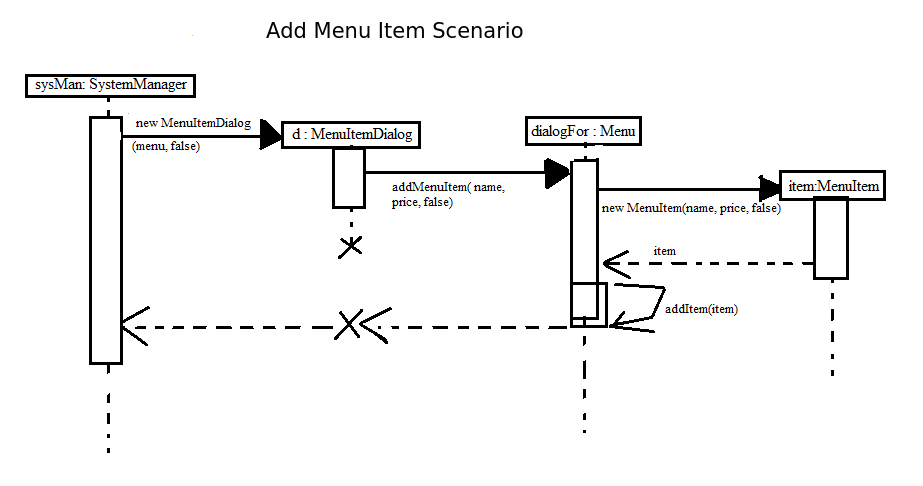 Add Menu Item Scenario
sysMan: SystemManager
new MenuItemDialog
(menu, false)
d : MenuItemDialog
dialogFor : Menu
addMenuItem( name,
price, false)
item:MenuItem
new MenuItem(name, price, false)
item
addItem(item)